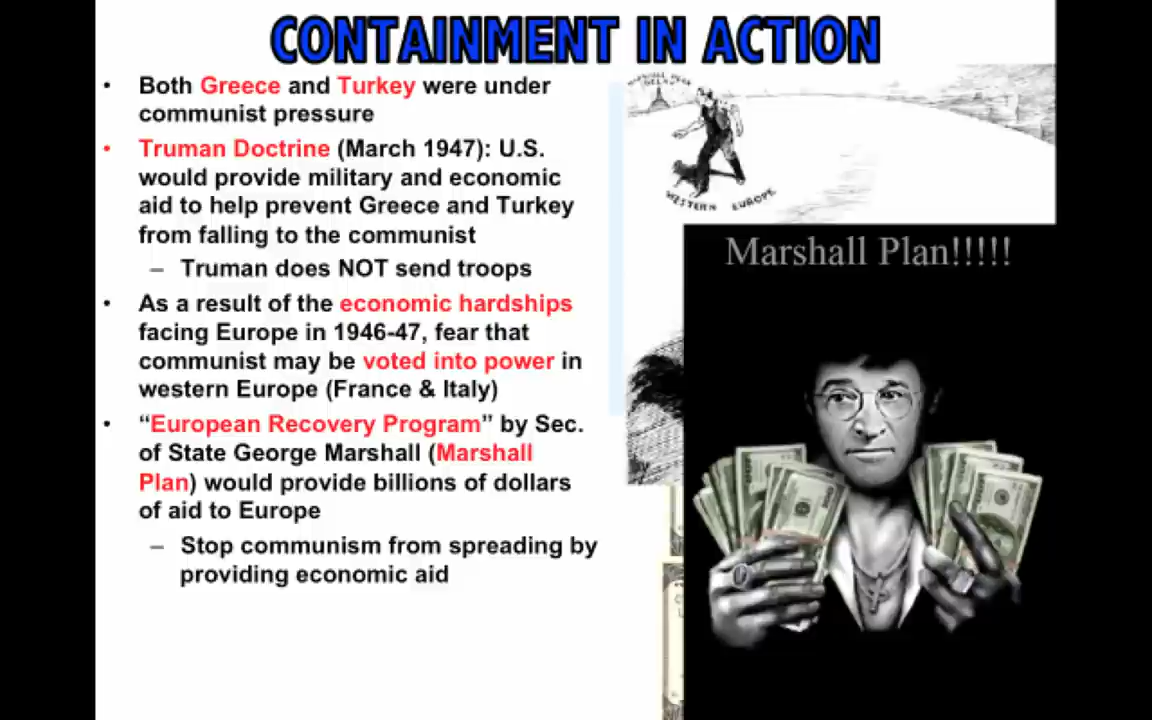 CONTAINMENT IN ACTION
• Both Greece and Turkey were under
communist pressure
• Truman Doctrine (March 1947): U.S.
would provide military and economic
aid to help prevent Greece and Turkey
from falling to the communist
– Truman does NOT send troops
• As a result of the economic hardships
facing Europe in 1946-47, fear that
communist may be voted into power in
western Europe (France & Italy)
• “European Recovery Program” by Sec.
of State George Marshall (Marshall
Plan) would provide billions of dollars
of aid to Europe
– Stop communism from spreading by
providing economic aid
WESTERN EUROPE
Marshall Plan!!!!!